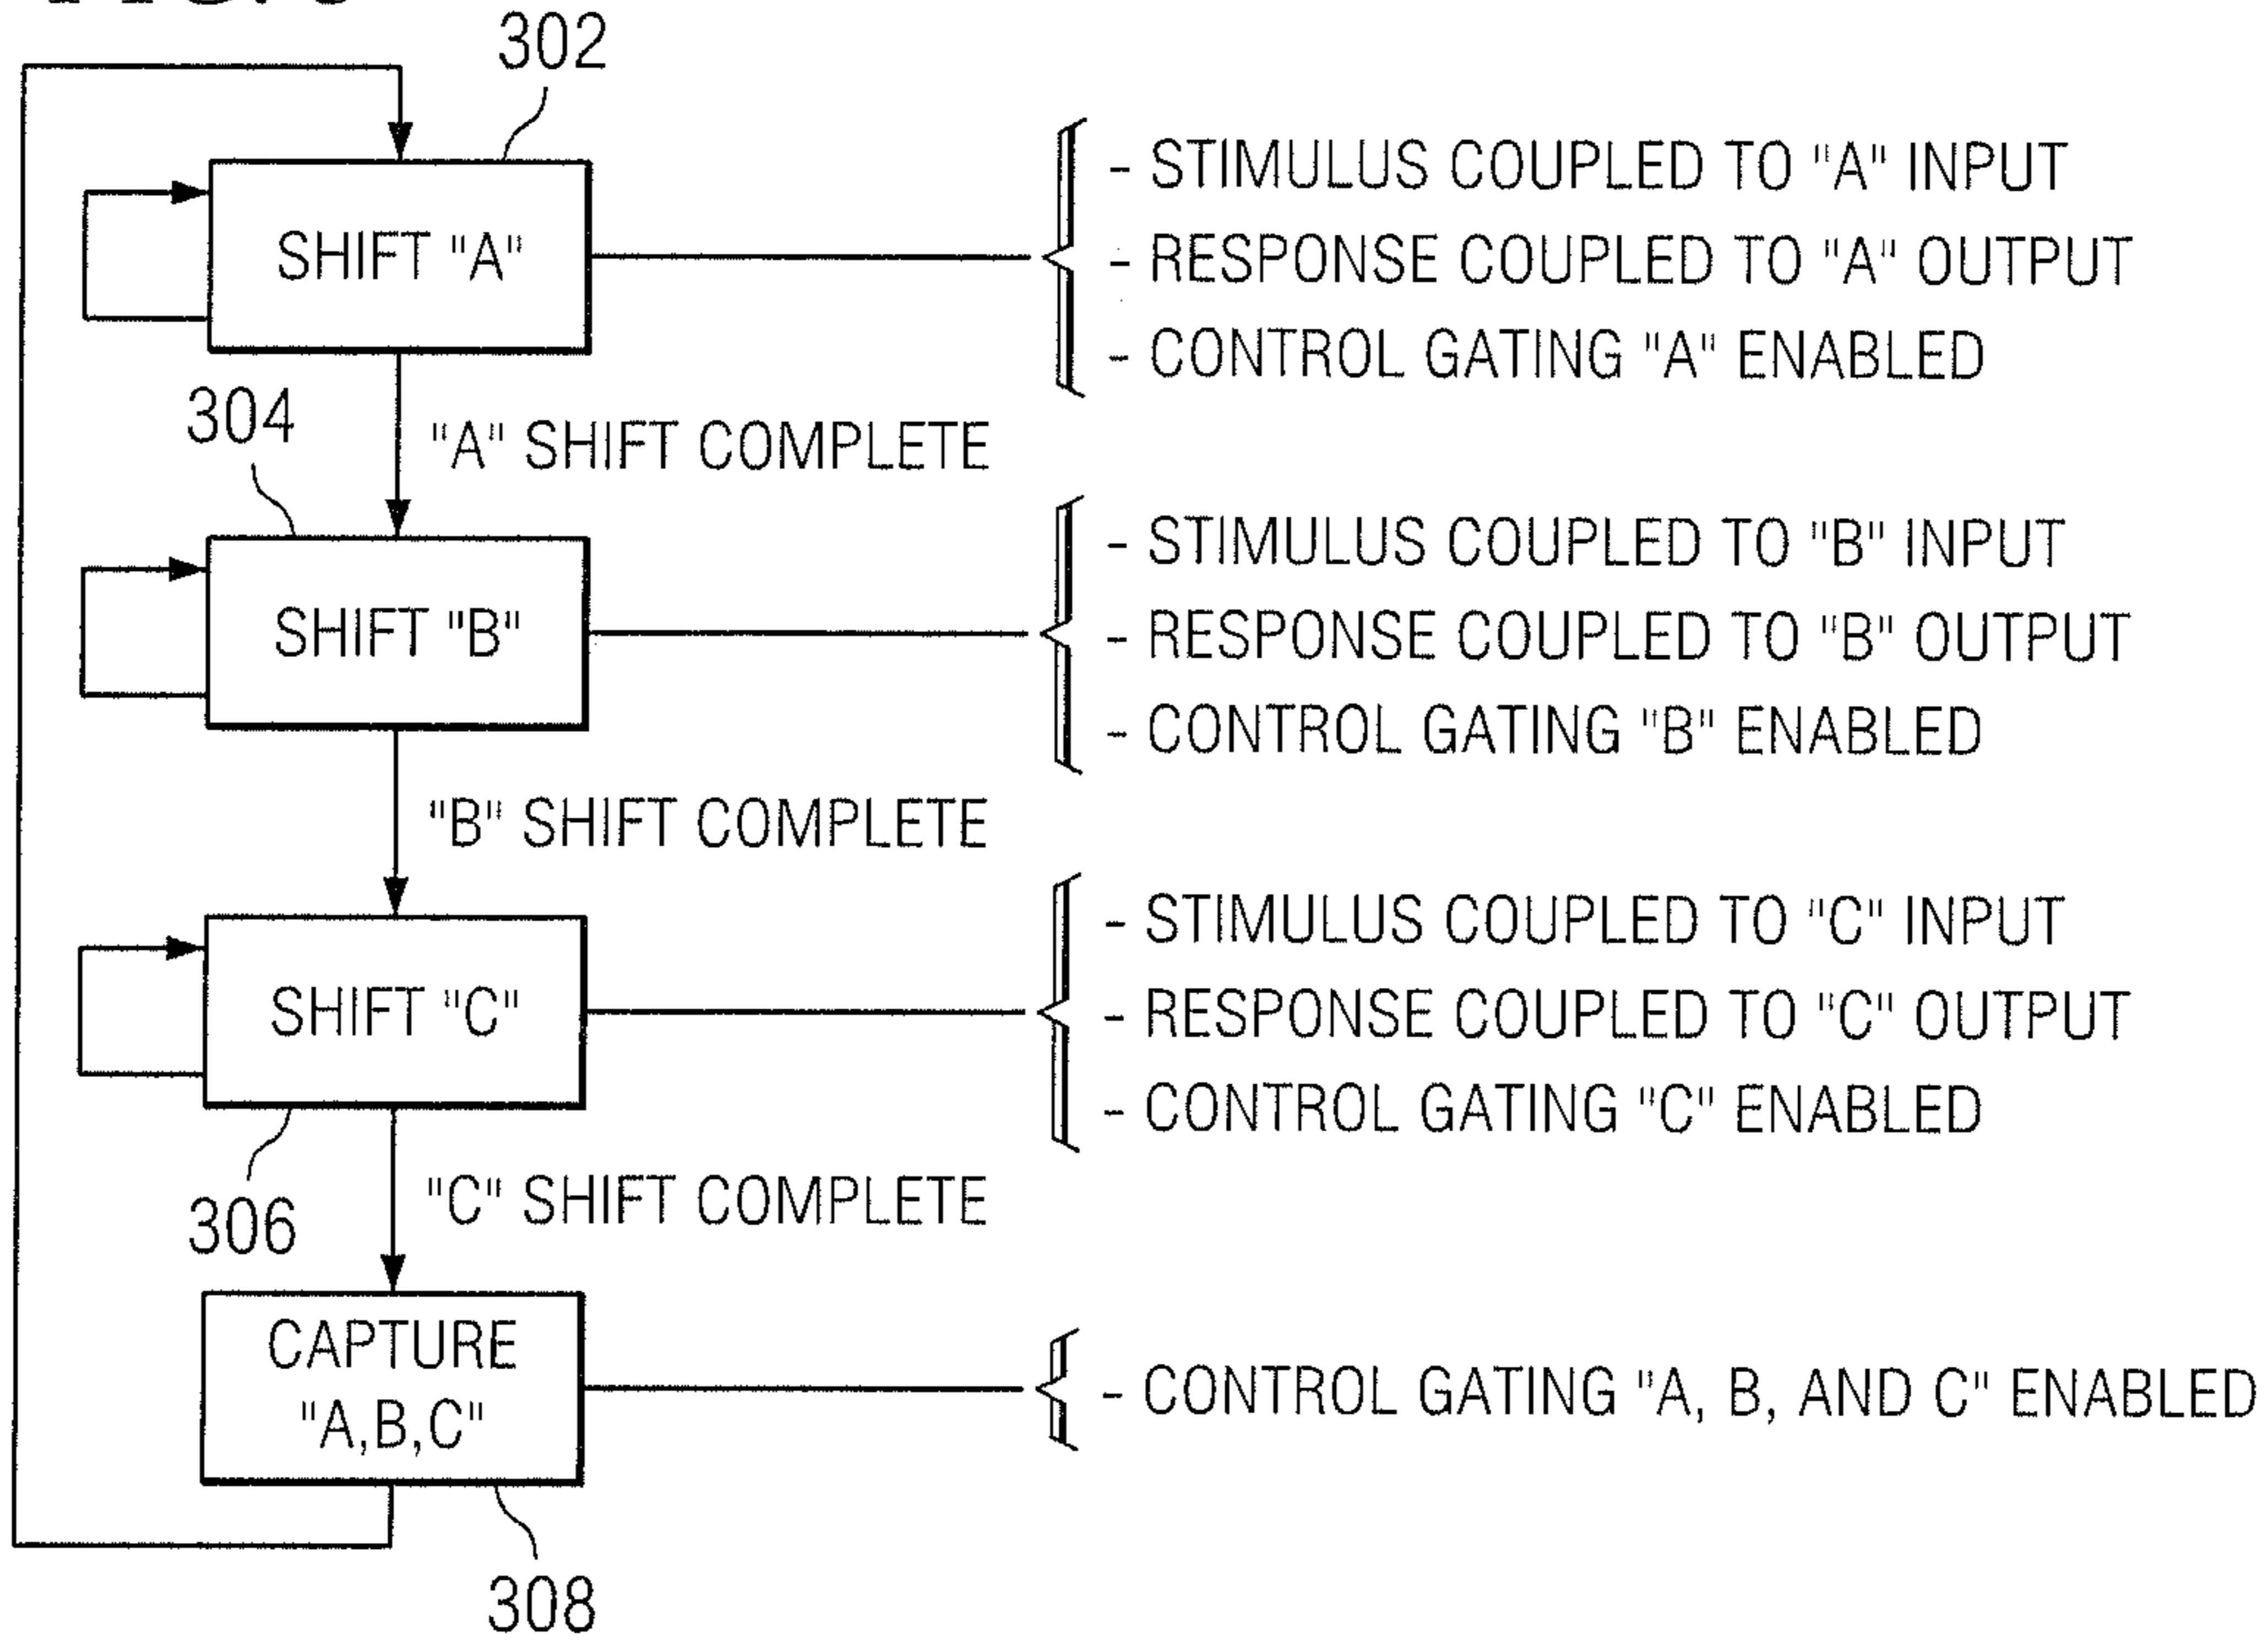 302
SHIFT "A"
- STIMULUS COUPLED TO "A" INPUT
- RESPONSE COUPLED TO "A" OUTPUT
- CONTROL GATING "A" ENABLED
304
"A" SHIFT COMPLETE
SHIFT "B"
- STIMULUS COUPLED TO "B" INPUT
- RESPONSE COUPLED TO "B" OUTPUT
- CONTROL GATING "B" ENABLED
"B" SHIFT COMPLETE
SHIFT "C"
- STIMULUS COUPLED TO "C" INPUT
- RESPONSE COUPLED TO "C" OUTPUT
- CONTROL GATING "C" ENABLED
306
"C" SHIFT COMPLETE
CAPTURE
"A,B,C"
- CONTROL GATING "A, B, AND C" ENABLED
308